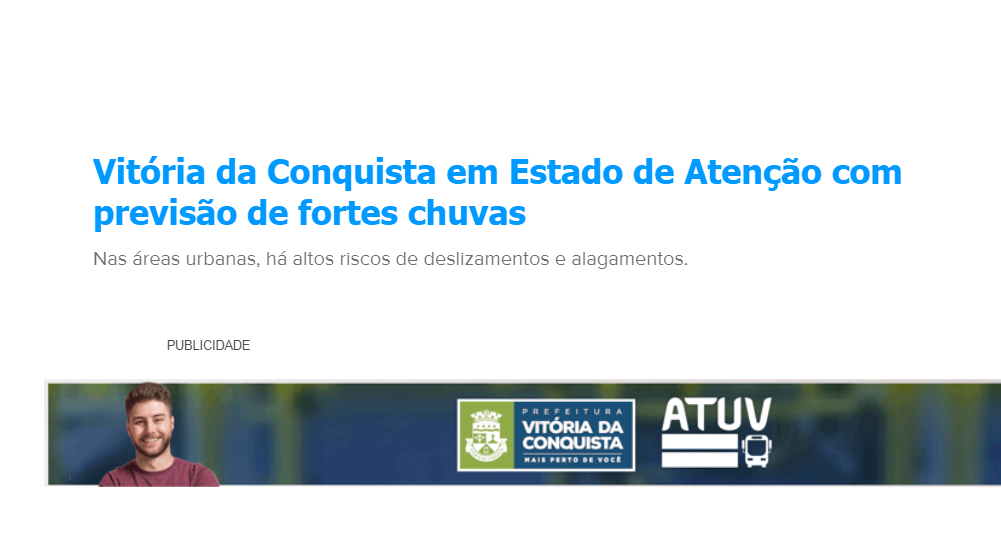 Vitória da Conquista em Estado de Atenção com
previsão de fortes chuvas
Nas áreas urbanas, há altos riscos de deslizamentos e alagamentos.
PUBLICIDADE
PREFEITURA
VITÓRIA DA
CONQUISTA
MAIS PERTO DE VOCÊ
ATUV